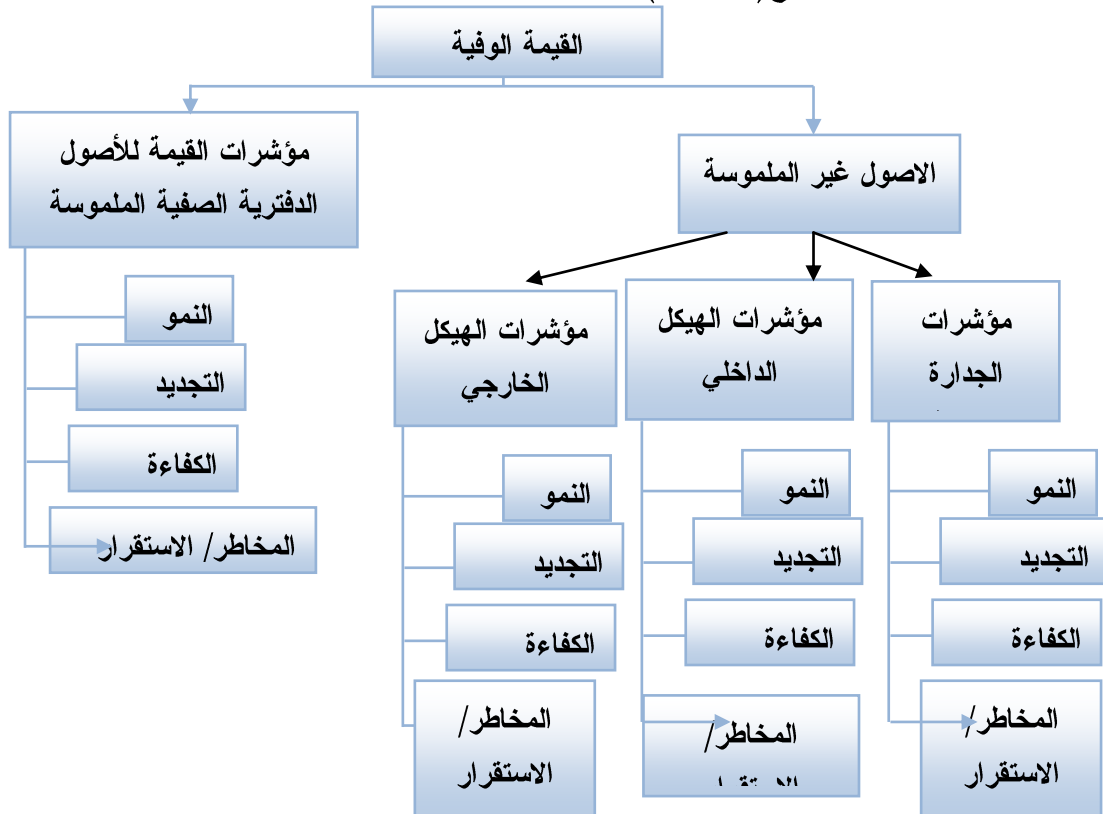 القيمة الوفية
مؤشرات القيمة للأصول
الدفترية الصفية الملموسة
النمو
التجديد
الكفاءة
المخاطر/ الاستقرار
الاصول غير الملموسة
مؤشرات
الجدارة
النمو
التجديد
الكفاءة
المخاطر/
الاستقرار
مؤشرات الهيكل
الداخلي
النمو
التجديد
الكفاءة
المخاطر/
مؤشرات الهيكل
الخارجي
النمو
التجديد
الكفاءة
المخاطر/
الاستقرار